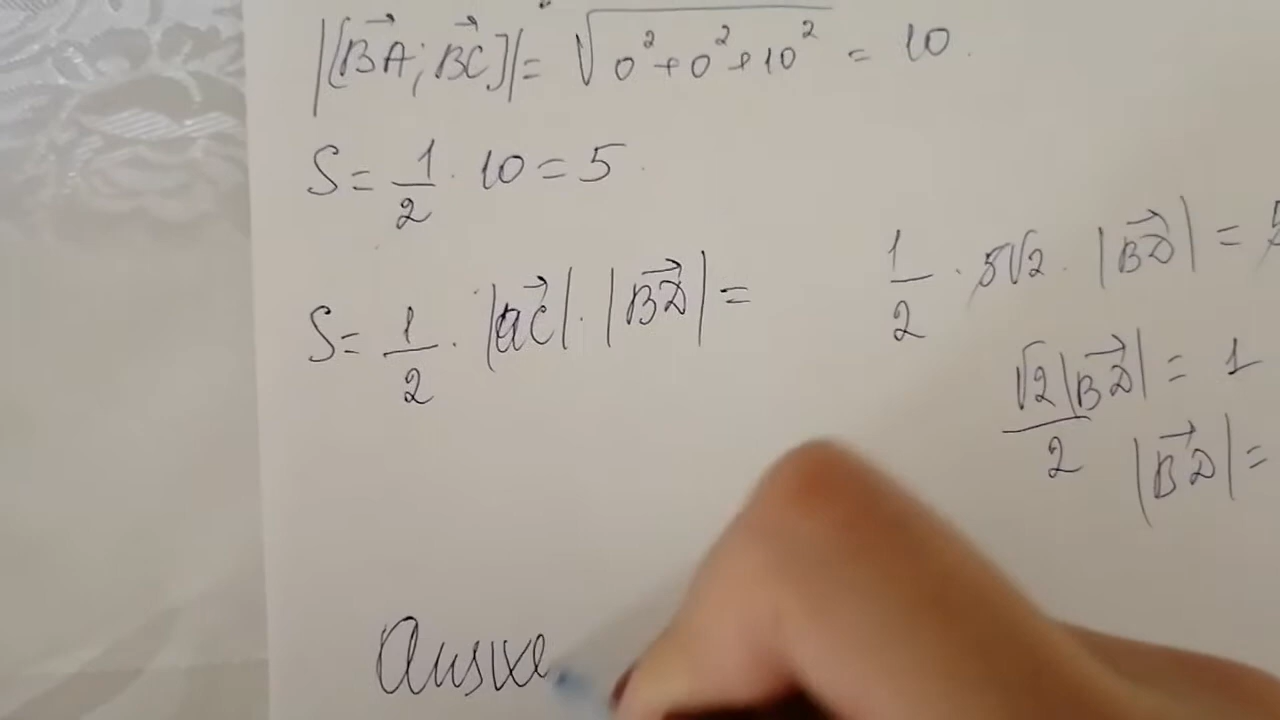 |[BA; BC]| = √0² + 0² + 10² = 10.
S = 1/2 · 10 = 5.
S = 1/2 · |aC| · |BD| =
1/2 · 5√2 · |BD| = 5
√2|BD|/2 = 1
|BD| =
Answe